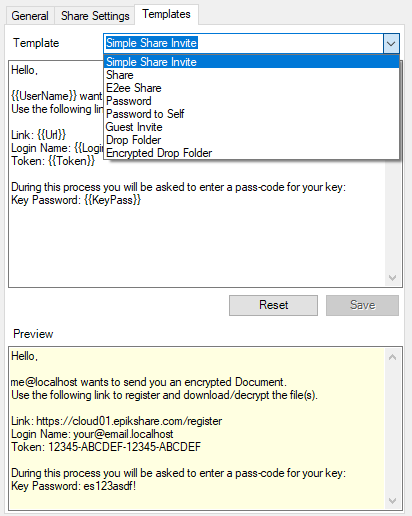 General Share Settings Templates
Template Simple Share Invite
Simple Share Invite
Share
E2ee Share
Password
Password to Self
Guest Invite
Drop Folder
Encrypted Drop Folder
Hello,
{{UserName}} want
Use the following lin
Link: {{Url}}
Login Name: {{Login
Token: {{Token}}
During this process you will be asked to enter a pass-code for your key:
Key Password: {{KeyPass}}
Reset Save
Preview
Hello,
me@localhost wants to send you an encrypted Document.
Use the following link to register and download/decrypt the file(s).
Link: https://cloud01.epikshare.com/register
Login Name: your@email.localhost
Token: 12345-ABCDEF-12345-ABCDEF
During this process you will be asked to enter a pass-code for your key:
Key Password: es123asdf!